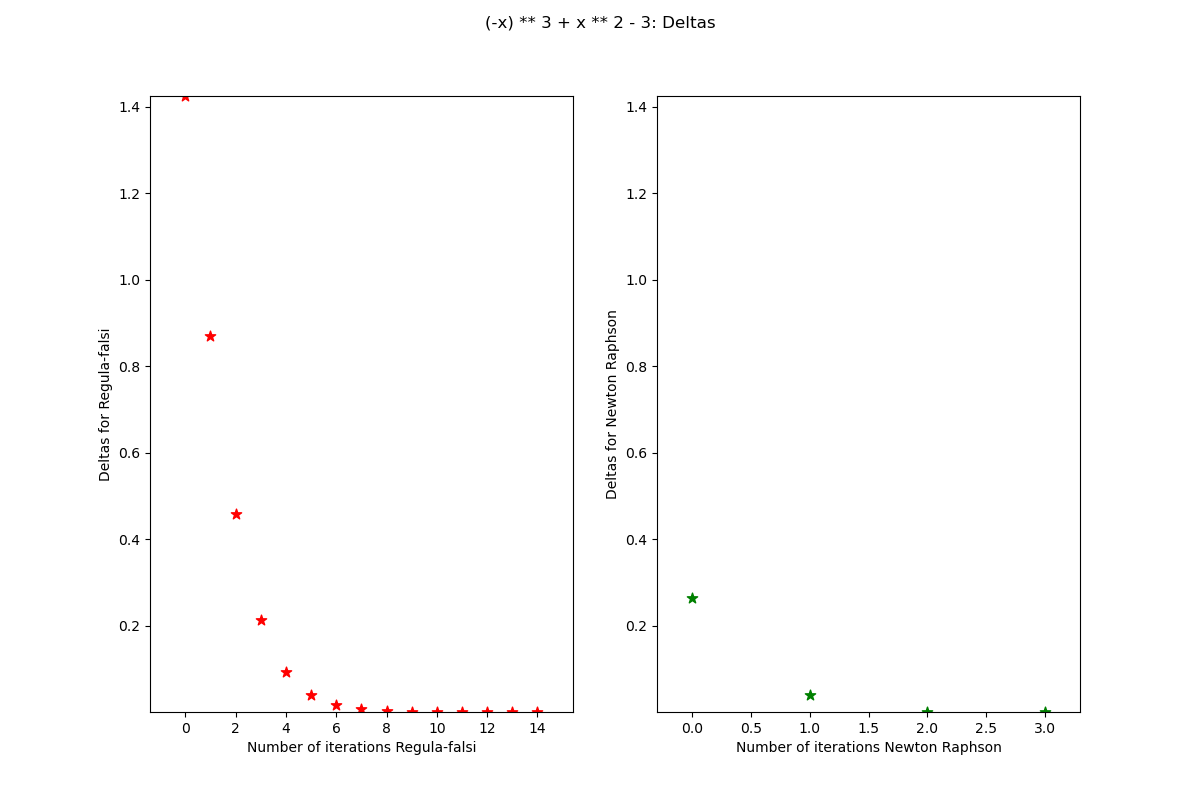 (-x) ** 3 + x ** 2 - 3: Deltas
1.4
1.2
1.0
0.8
0.6
0.4
0.2
Deltas for Regula-falsi
0 2 4 6 8 10 12 14
Number of iterations Regula-falsi
1.4
1.2
1.0
0.8
0.6
0.4
0.2
Deltas for Newton Raphson
0.0 0.5 1.0 1.5 2.0 2.5 3.0
Number of iterations Newton Raphson